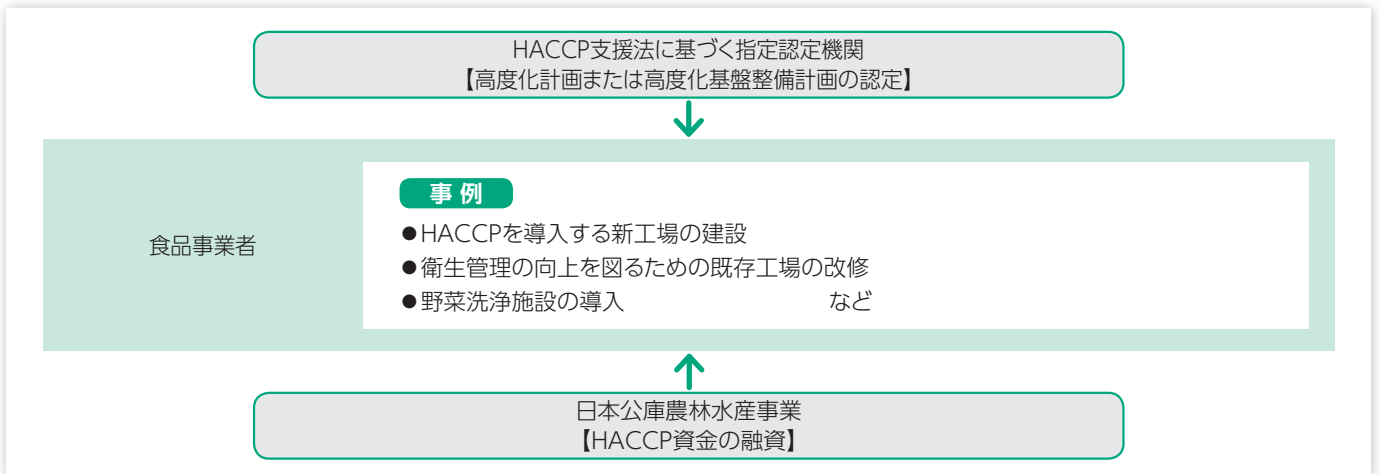 HACCP支援法に基づく指定認定機関
【高度化計画または高度化基盤整備計画の認定】
食品事業者
事例
●HACCPを導入する新工場の建設
●衛生管理の向上を図るための既存工場の改修
●野菜洗浄施設の導入 など
日本公庫農林水産事業
【HACCP資金の融資】